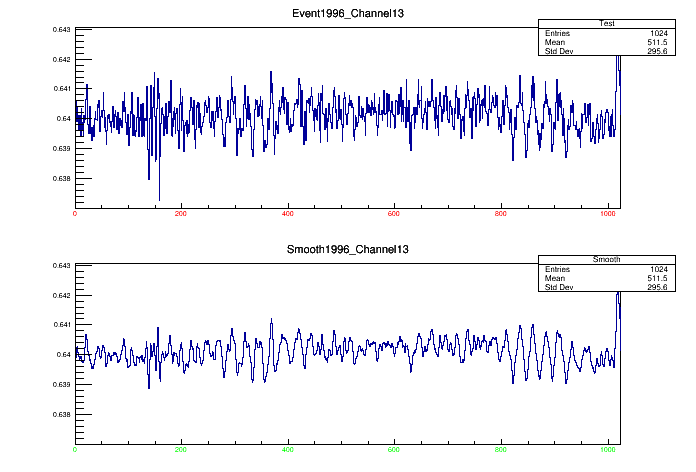 Event1996_Channel13
Test
Entries 1024
Mean 511.5
Std Dev 295.6
0.643
0.642
0.641
0.64
0.639
0.638
0 200 400 600 800 1000
Smooth1996_Channel13
Smooth
Entries 1024
Mean 511.5
Std Dev 295.6
0.643
0.642
0.641
0.64
0.639
0.638
0 200 400 600 800 1000